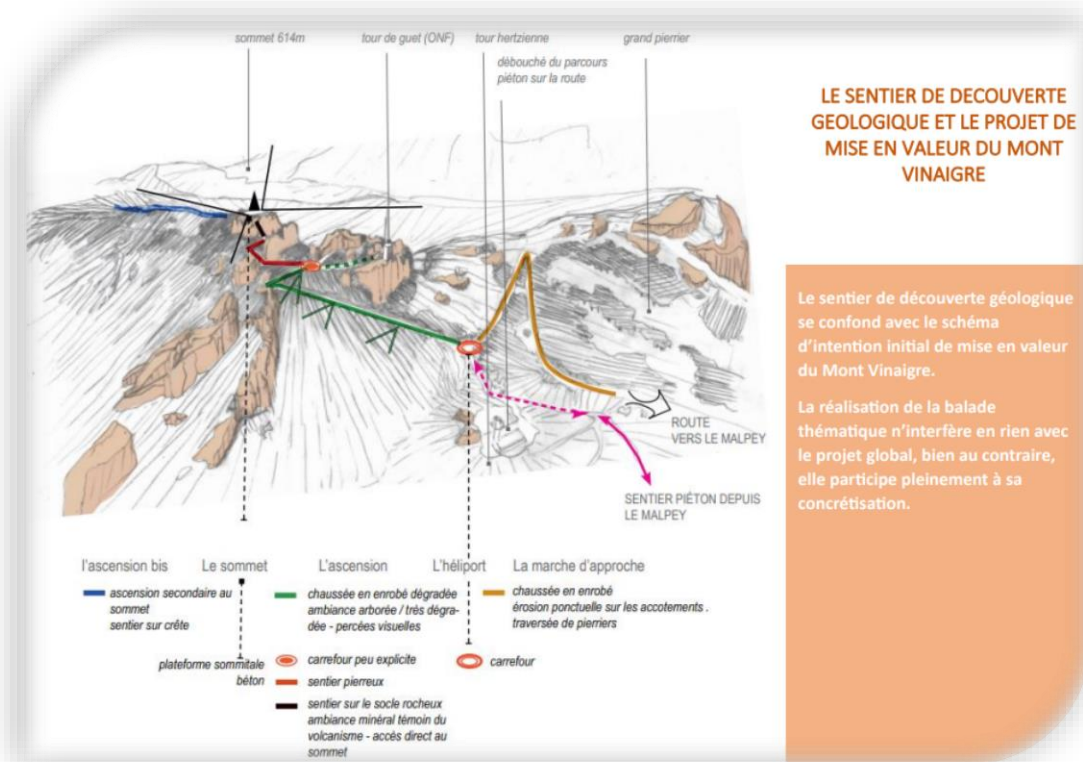 sommet 614m
tour de guet (ONF)
tour hertzienne
grand pierrier
débouché du parcours
piéton sur la route
LE SENTIER DE DECOUVERTE
GEOLOGIQUE ET LE PROJET DE
MISE EN VALEUR DU MONT
VINAIGRE
Le sentier de découverte géologique
se confond avec le schéma
d'intention initial de mise en valeur
du Mont Vinaigre.
La réalisation de la balade
thématique n'interfère en rien avec
le projet global, bien au contraire,
elle participe pleinement à sa
concrétisation.
ROUTE
VERS LE MALPEY
SENTIER PIÉTON DEPUIS
LE MALPEY
l'ascension bis
ascension secondaire au
sommet
sentier sur crête
Le sommet
plateforme sommitale
béton
L'ascension
chaussée en enrobé dégradée
ambiance arborée / très dégra-
dée - percées visuelles
carrefour peu explicite
sentier pierreux
sentier sur le socle rocheux
ambiance minéral témoin du
volcanisme - accès direct au
sommet
L'héliport
carrefour
La marche d'approche
chaussée en enrobé
érosion ponctuelle sur les accotements .
traversée de pierriers